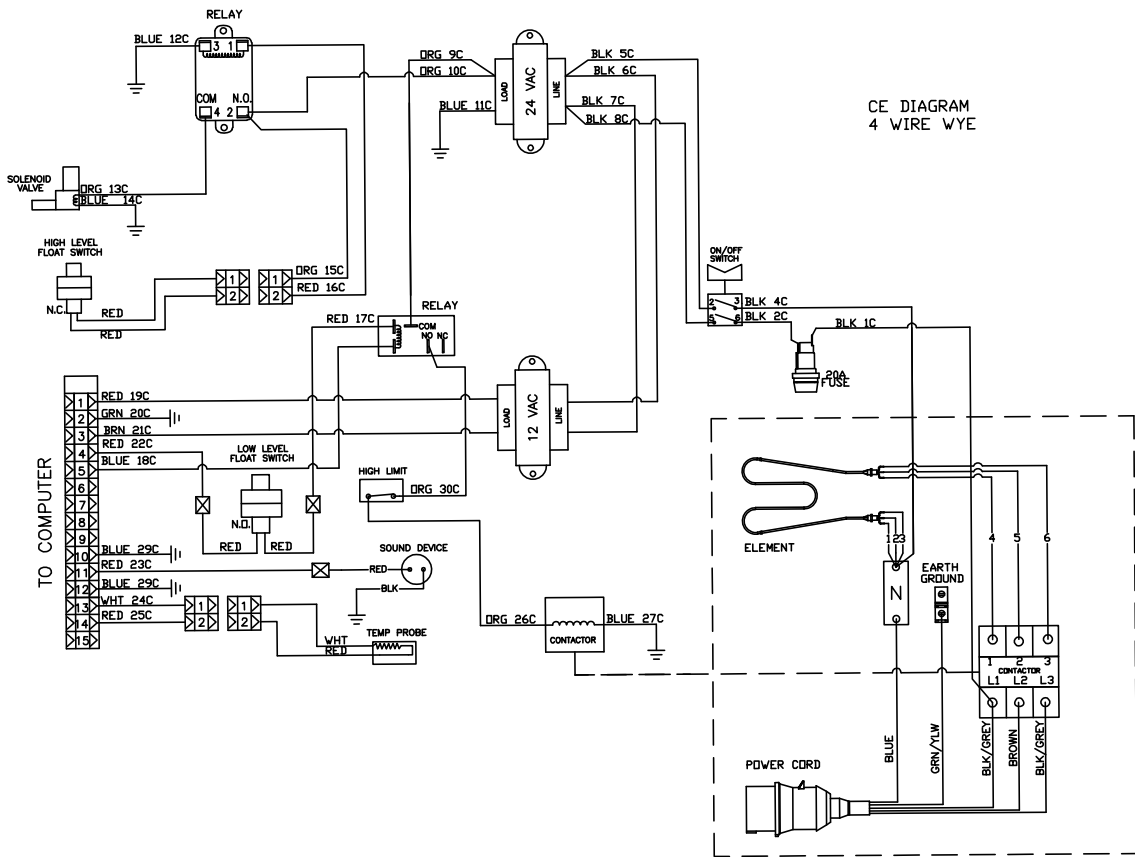 RELAY
BLUE 12C
3 1
COM N.O.
4 2
ORG 9C
ORG 10C
BLUE 11C
LOAD
24 VAC
LINE
BLK 5C
BLK 6C
BLK 7C
BLK 8C
CE DIAGRAM
4 WIRE WYE
SOLENOID
VALVE
ORG 13C
BLUE 14C
HIGH LEVEL
FLOAT SWITCH
N.C.
RED
RED
1
2
1
2
ORG 15C
RED 16C
RELAY
RED 17C
COM
NO NC
ON/OFF
SWITCH
2 3
5 6
BLK 4C
BLK 2C
BLK 1C
20A
FUSE
TO COMPUTER
1
2
3
4
5
6
7
8
9
10
11
12
13
14
15
RED 19C
GRN 20C
BRN 21C
RED 22C
BLUE 18C
LOAD
12 VAC
LINE
LOW LEVEL
FLOAT SWITCH
N.O.
RED
RED
HIGH LIMIT
ORG 30C
BLUE 29C
RED 23C
BLUE 29C
WHT 24C
RED 25C
1
2
1
2
SOUND DEVICE
RED
BLK
WHT
RED
TEMP PROBE
ORG 26C
CONTACTOR
BLUE 27C
ELEMENT
123
N
EARTH
GROUND
4
5
6
1 2 3
CONTACTOR
L1 L2 L3
BLUE
GRN/YLW
BLK/GREY
BROWN
BLK/GREY
POWER CORD